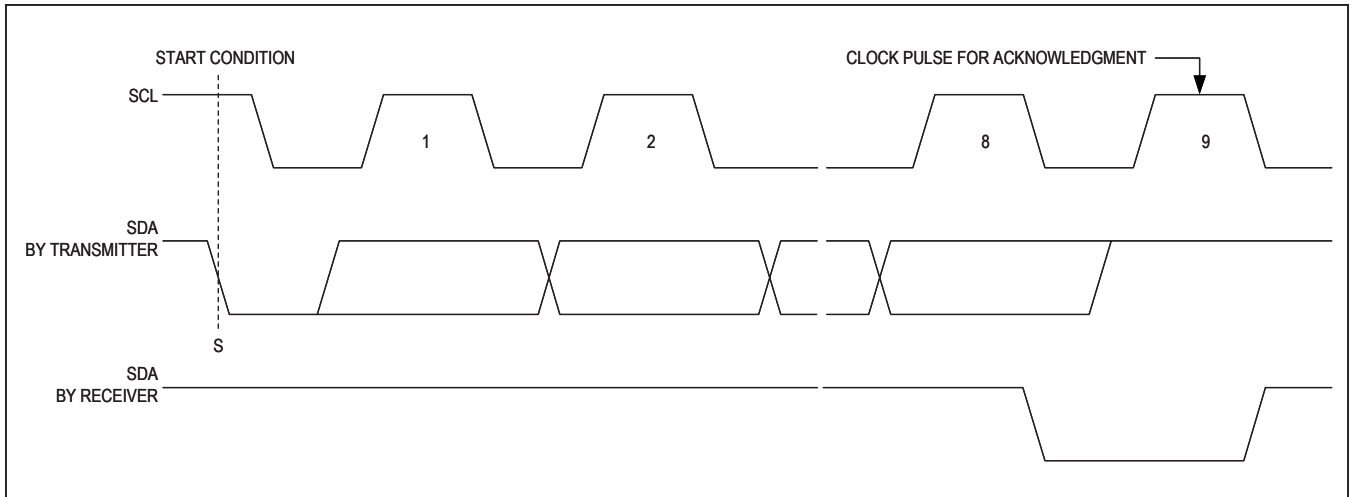 START CONDITION
CLOCK PULSE FOR ACKNOWLEDGMENT
SCL
1
2
8
9
SDA
BY TRANSMITTER
S
SDA
BY RECEIVER